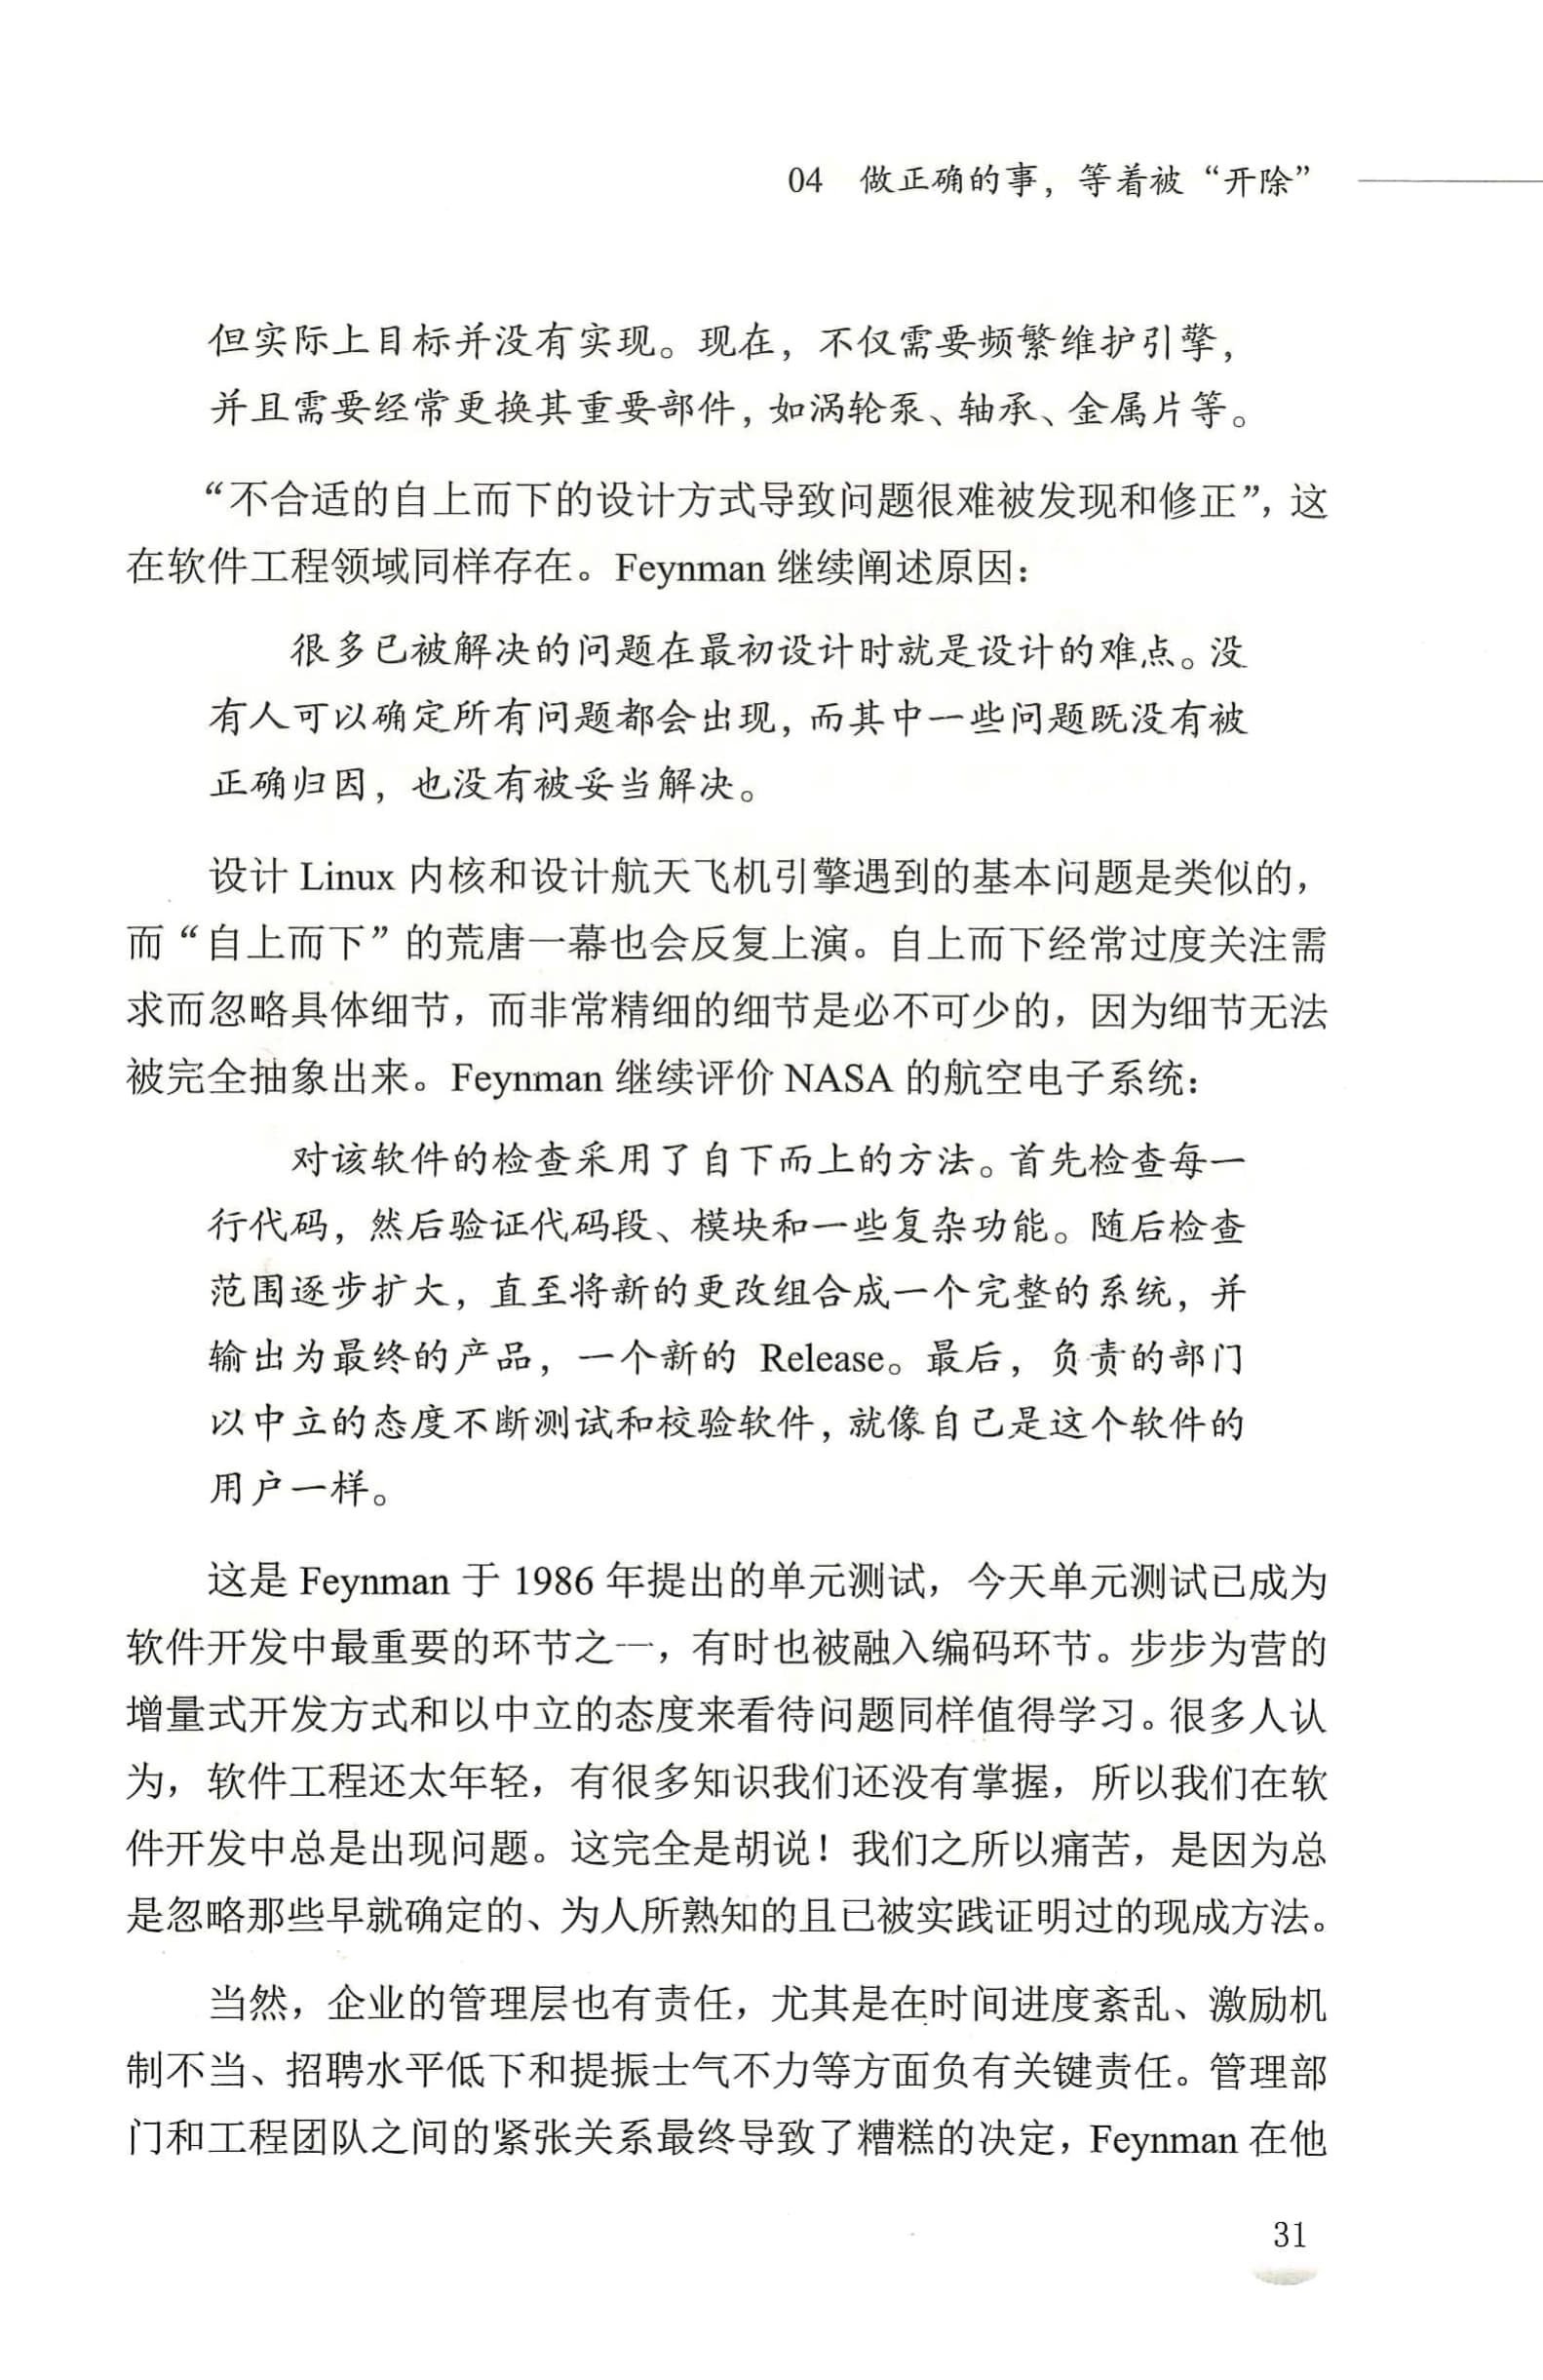 04 做正确的事，等着被“开除”
但实际上目标并没有实现。现在，不仅需要频繁维护引擎，
并且需要经常更换其重要部件，如涡轮泵、轴承、金属片等。
“不合适的自上而下的设计方式导致问题很难被发现和修正”，这
在软件工程领域同样存在。Feynman 继续阐述原因：
很多已被解决的问题在最初设计时就是设计的难点。没
有人可以确定所有问题都会出现，而其中一些问题既没有被
正确归因，也没有被妥当解决。
设计 Linux 内核和设计航天飞机引擎遇到的基本问题是类似的，
而“自上而下”的荒唐一幕也会反复上演。自上而下经常过度关注需
求而忽略具体细节，而非常精细的细节是必不可少的，因为细节无法
被完全抽象出来。Feynman 继续评价 NASA 的航空电子系统：
对该软件的检查采用了自下而上的方法。首先检查每一
行代码，然后验证代码段、模块和一些复杂功能。随后检查
范围逐步扩大，直至将新的更改组合成一个完整的系统，并
输出为最终的产品，一个新的 Release。最后，负责的部门
以中立的态度不断测试和校验软件，就像自己是这个软件的
用户一样。
这是 Feynman 于 1986 年提出的单元测试，今天单元测试已成为
软件开发中最重要的环节之一，有时也被融入编码环节。步步为营的
增量式开发方式和以中立的态度来看待问题同样值得学习。很多人认
为，软件工程还太年轻，有很多知识我们还没有掌握，所以我们在软
件开发中总是出现问题。这完全是胡说！我们之所以痛苦，是因为总
是忽略那些早就确定的、为人所熟知的且已被实践证明过的现成方法。
当然，企业的管理层也有责任，尤其是在时间进度紊乱、激励机
制不当、招聘水平低下和提振士气不力等方面负有关键责任。管理部
门和工程团队之间的紧张关系最终导致了糟糕的决定，Feynman 在他
31